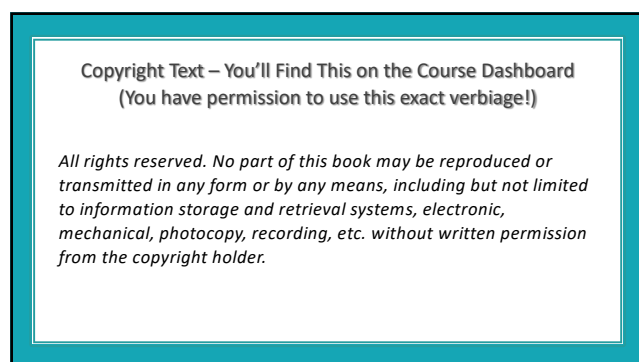 Copyright Text – You'll Find This on the Course Dashboard
(You have permission to use this exact verbiage!)
All rights reserved. No part of this book may be reproduced or
transmitted in any form or by any means, including but not limited
to information storage and retrieval systems, electronic,
mechanical, photocopy, recording, etc. without written permission
from the copyright holder.